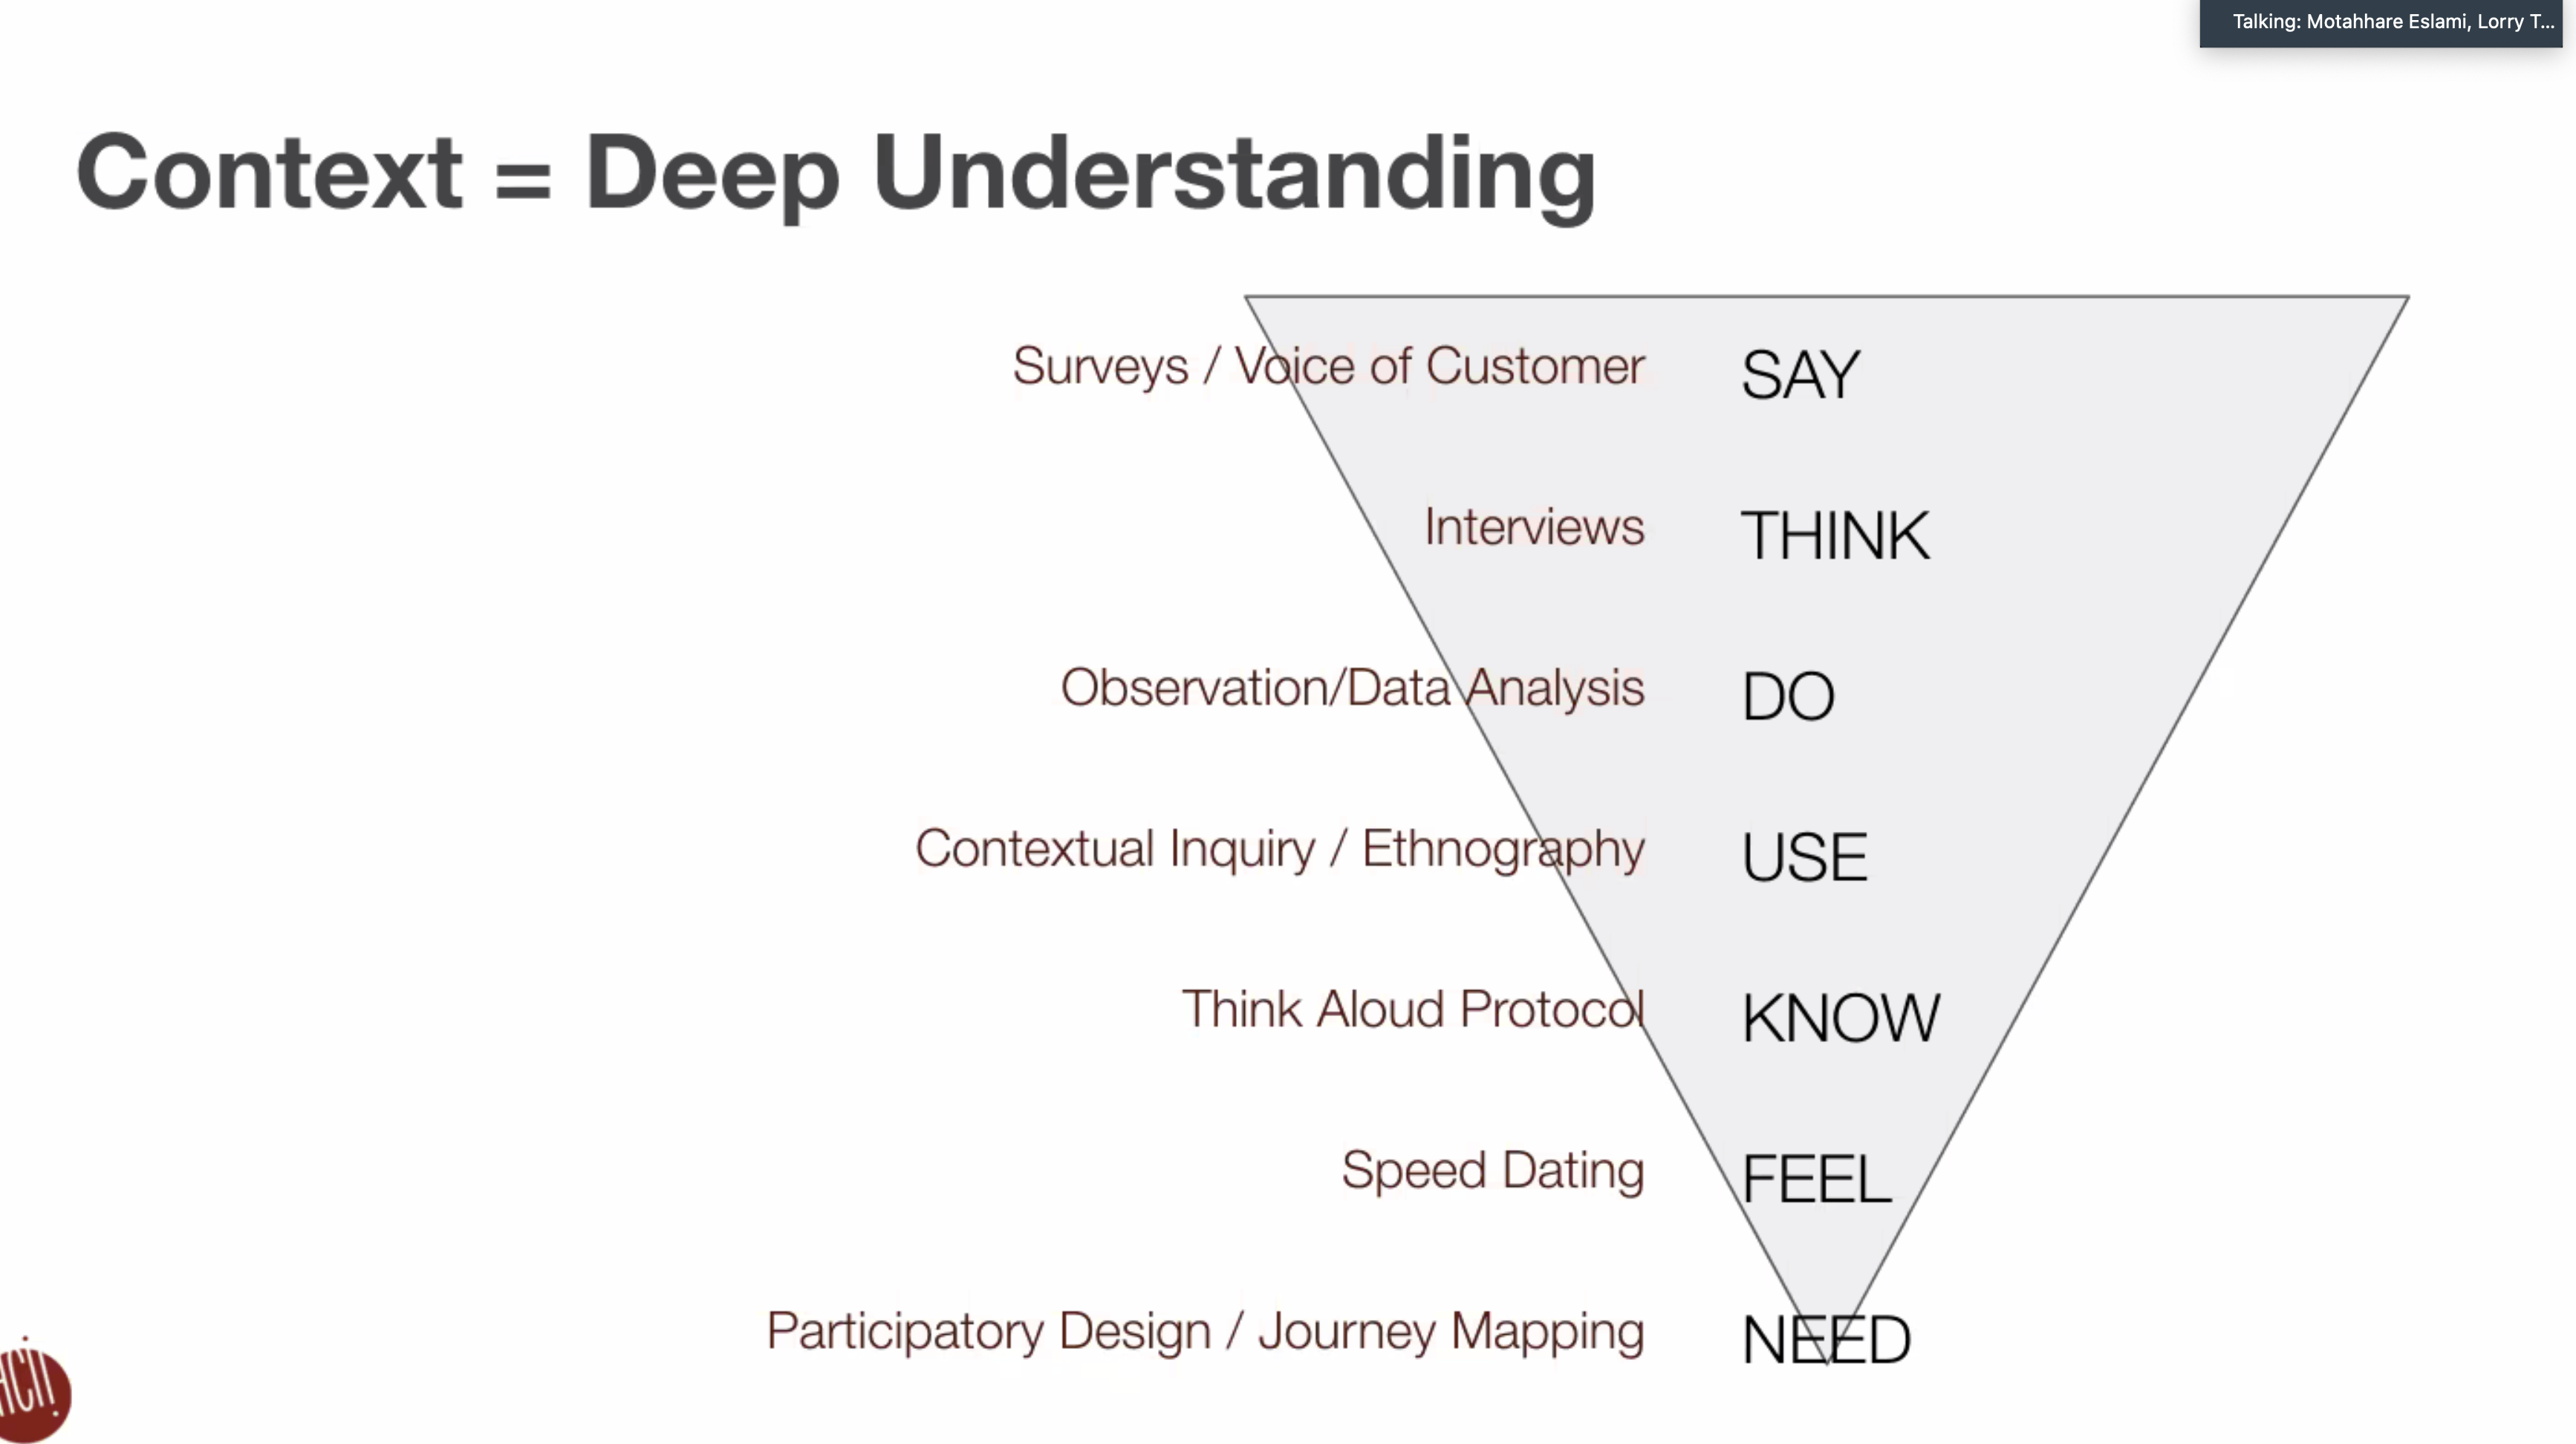 Talking: Motahhare Eslami, Lorry T...
Context = Deep Understanding
Surveys / Voice of Customer SAY
Interviews THINK
Observation/Data Analysis DO
Contextual Inquiry / Ethnography USE
Think Aloud Protocol KNOW
Speed Dating FEEL
Participatory Design / Journey Mapping NEED